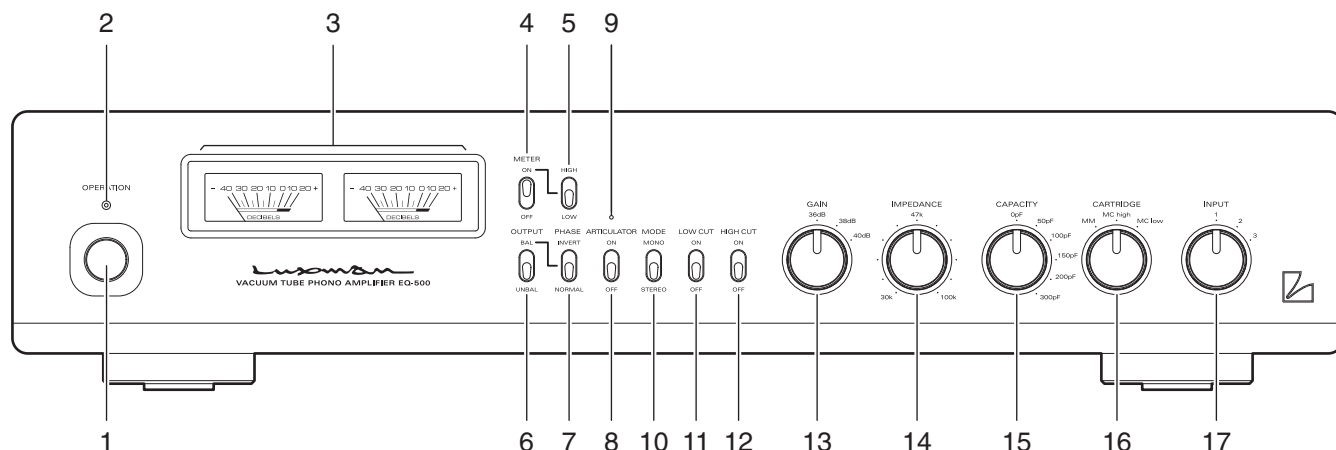 2 3 4 5 9
METER
ON HIGH
OFF LOW
OPERATION
- 40 30 20 10 0 10 20 +
DECIBELS
- 40 30 20 10 0 10 20 +
DECIBELS
LUXMAN
VACUUM TUBE PHONO AMPLIFIER EQ-500
OUTPUT PHASE ARTICULATOR MODE LOW CUT HIGH CUT
BAL INVERT ON MONO ON ON
UNBAL NORMAL OFF STEREO OFF OFF
GAIN
36dB
38dB
40dB
IMPEDANCE
47k
30k 100k
CAPACITY
0pF
50pF
100pF
150pF
200pF
300pF
CARTRIDGE
MM MC high MC low
INPUT
1
2
3
1 6 7 8 10 11 12 13 14 15 16 17